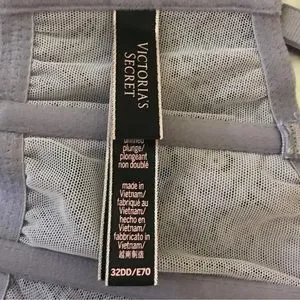 VICTORIA'S
SECRET
unlined
plunge/
plongeant
non doublé
made in
Vietnam/
fabriqué au
Vietnam/
hecho en
Vietnam/
fabbricato in
Vietnam/
越南制造
32DD/E70